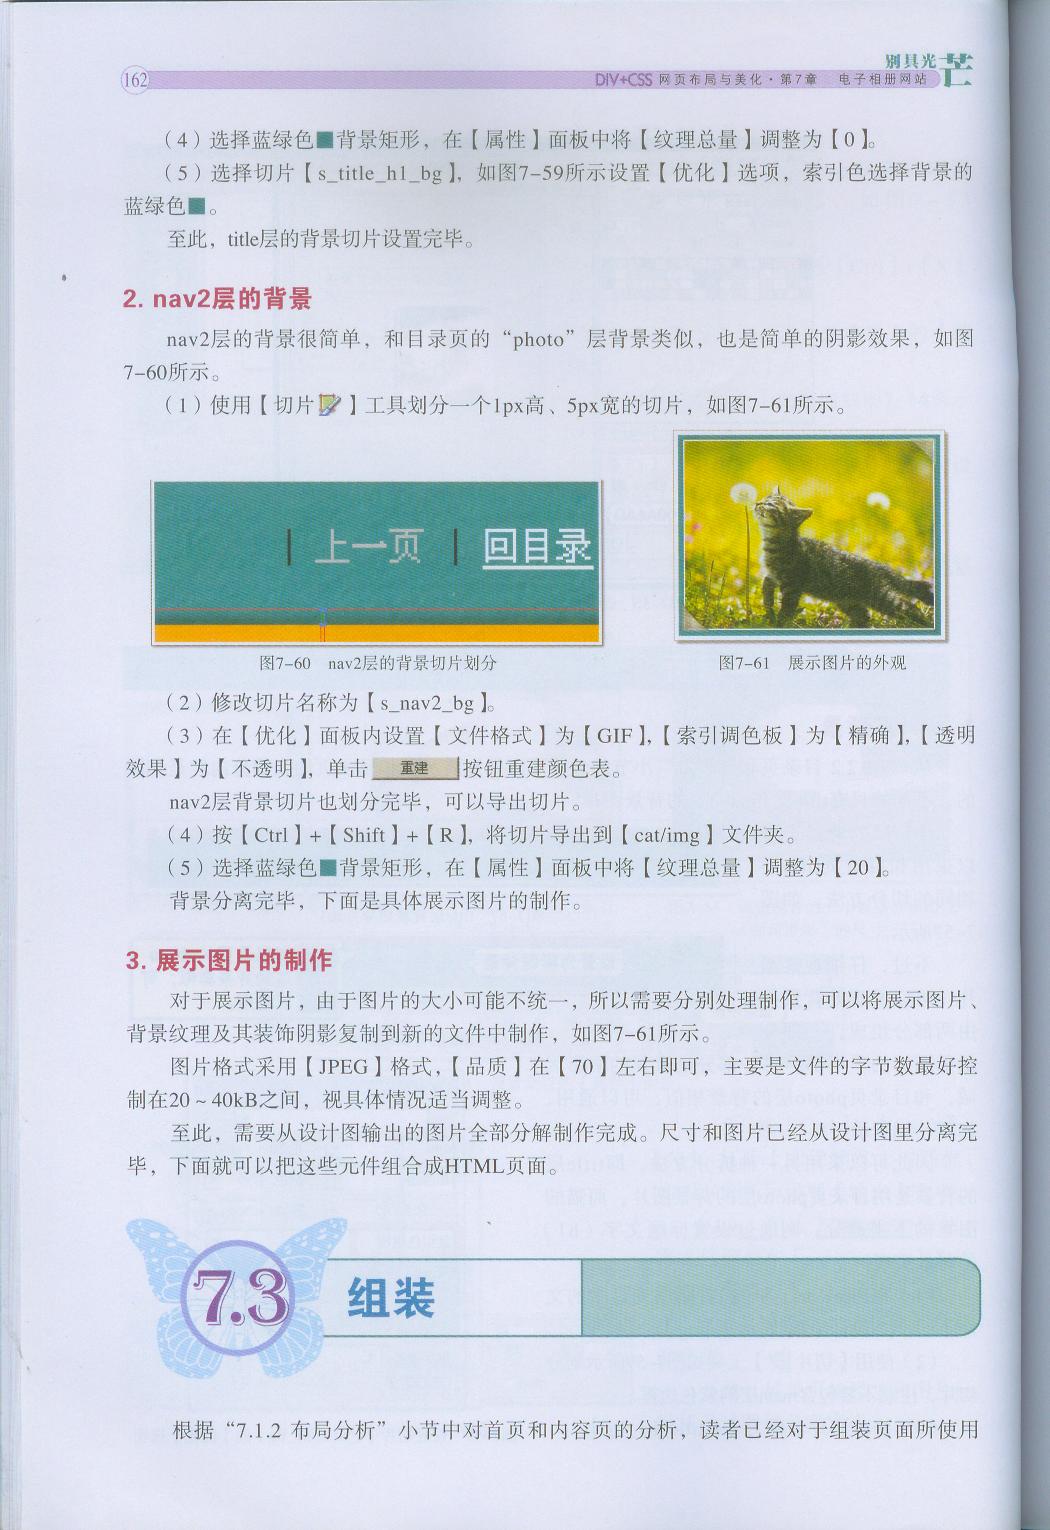 别具光芒
162
DIV+CSS 网页布局与美化·第7章 电子相册网站
（4）选择蓝绿色■背景矩形，在【属性】面板中将【纹理总量】调整为【0】。
（5）选择切片【s_title_h1_bg】，如图7-59所示设置【优化】选项，索引色选择背景的
蓝绿色■。
至此，title层的背景切片设置完毕。
2. nav2层的背景
nav2层的背景很简单，和目录页的“photo”层背景类似，也是简单的阴影效果，如图
7-60所示。
（1）使用【切片】工具划分一个1px高、5px宽的切片，如图7-61所示。
| 上一页 | 回目录
图7-60 nav2层的背景切片划分
图7-61 展示图片的外观
（2）修改切片名称为【s_nav2_bg】。
（3）在【优化】面板内设置【文件格式】为【GIF】，【索引调色板】为【精确】，【透明
效果】为【不透明】，单击 重建 按钮重建颜色表。
nav2层背景切片也划分完毕，可以导出切片。
（4）按【Ctrl】+【Shift】+【R】，将切片导出到【cat/img】文件夹。
（5）选择蓝绿色■背景矩形，在【属性】面板中将【纹理总量】调整为【20】。
背景分离完毕，下面是具体展示图片的制作。
3. 展示图片的制作
对于展示图片，由于图片的大小可能不统一，所以需要分别处理制作，可以将展示图片、
背景纹理及其装饰阴影复制到新的文件中制作，如图7-61所示。
图片格式采用【JPEG】格式，【品质】在【70】左右即可，主要是文件的字节数最好控
制在20～40kB之间，视具体情况适当调整。
至此，需要从设计图输出的图片全部分解制作完成。尺寸和图片已经从设计图里分离完
毕，下面就可以把这些元件组合成HTML页面。
7.3 组装
根据“7.1.2 布局分析”小节中对首页和内容页的分析，读者已经对于组装页面所使用